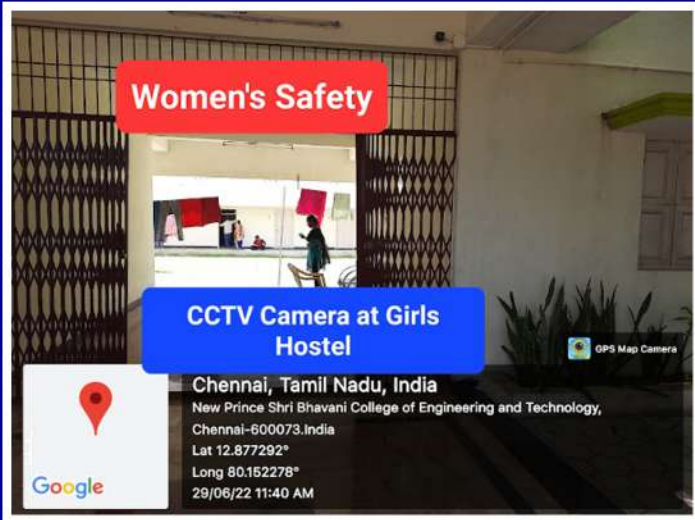 Women's Safety
CCTV Camera at Girls
Hostel
GPS Map Camera
Chennai, Tamil Nadu, India
New Prince Shri Bhavani College of Engineering and Technology,
Chennai-600073.India
Lat 12.877292°
Long 80.152278°
29/06/22 11:40 AM
Google